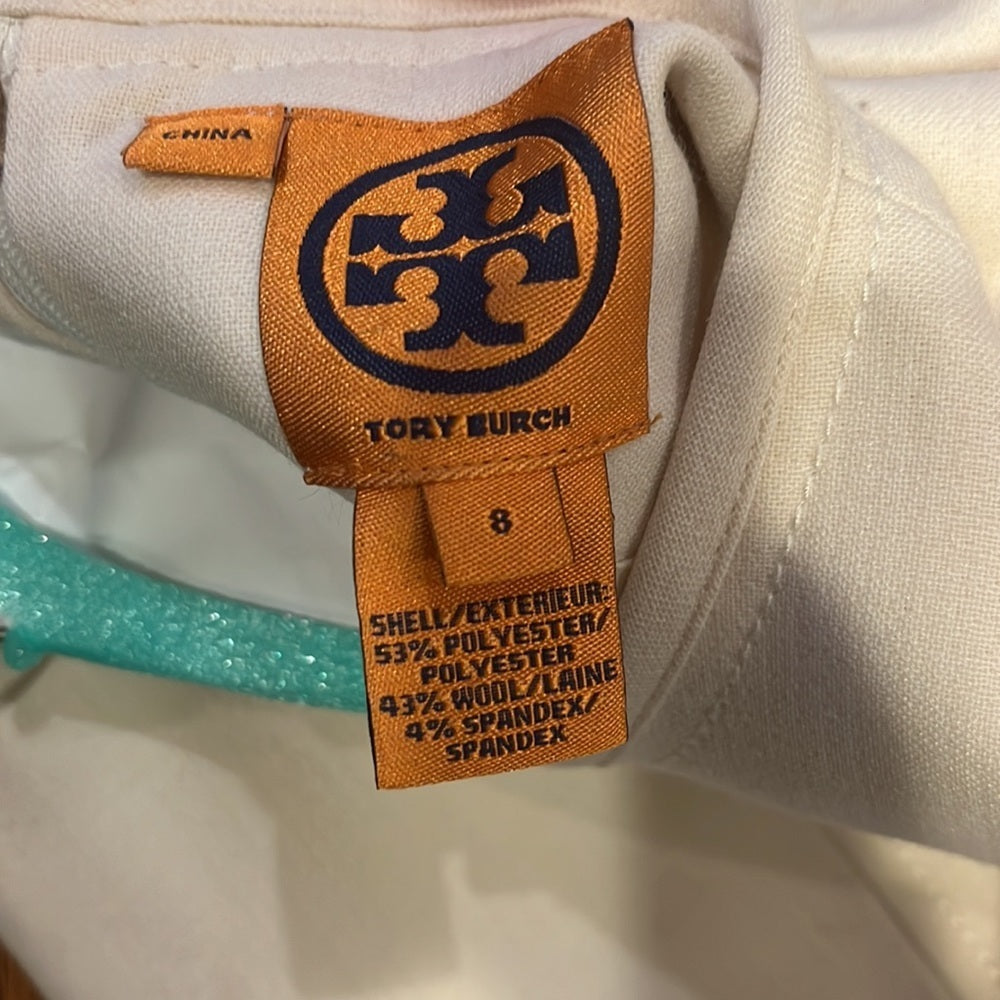 CHINA
TORY BURCH
8
SHELL/EXTERIEUR:
53% POLYESTER/
POLYESTER
43% WOOL/LAINE
4% SPANDEX/
SPANDEX